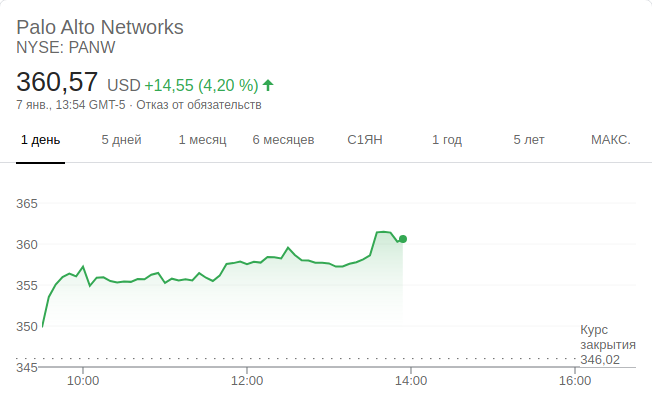 Palo Alto Networks
NYSE: PANW
360,57 USD +14,55 (4,20 %)
7 янв., 13:54 GMT-5 · Отказ от обязательств
1 день 5 дней 1 месяц 6 месяцев С1ЯН 1 год 5 лет МАКС.
365
360
355
350
Курс
закрытия
346,02
345
10:00 12:00 14:00 16:00